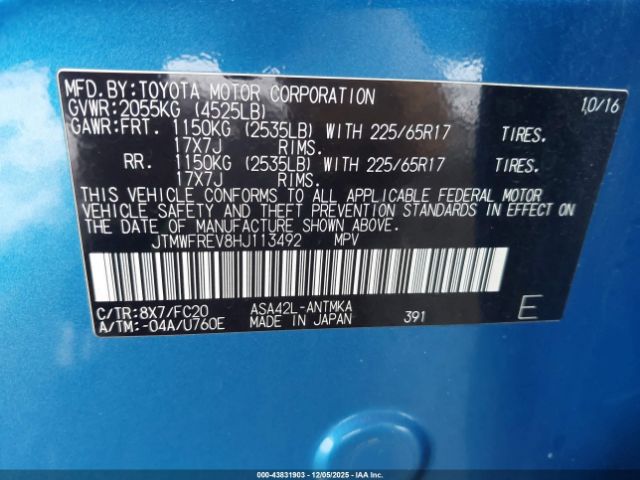 MFD.BY:TOYOTA MOTOR CORPORATION 10/16
GVWR:2055KG (4525LB)
GAWR:FRT. 1150KG (2535LB) WITH 225/65R17 TIRES.
17X7J RIMS.
RR. 1150KG (2535LB) WITH 225/65R17 TIRES.
17X7J RIMS.
THIS VEHICLE CONFORMS TO ALL APPLICABLE FEDERAL MOTOR
VEHICLE SAFETY AND THEFT PREVENTION STANDARDS IN EFFECT ON
THE DATE OF MANUFACTURE SHOWN ABOVE.
JTMWFREV8HJ113492 MPV
C/TR:8X7/FC20 ASA42L-ANTMKA
A/TM:-04A/U760E MADE IN JAPAN 391 E
000-43831903 - 12/05/2025 - IAA Inc.